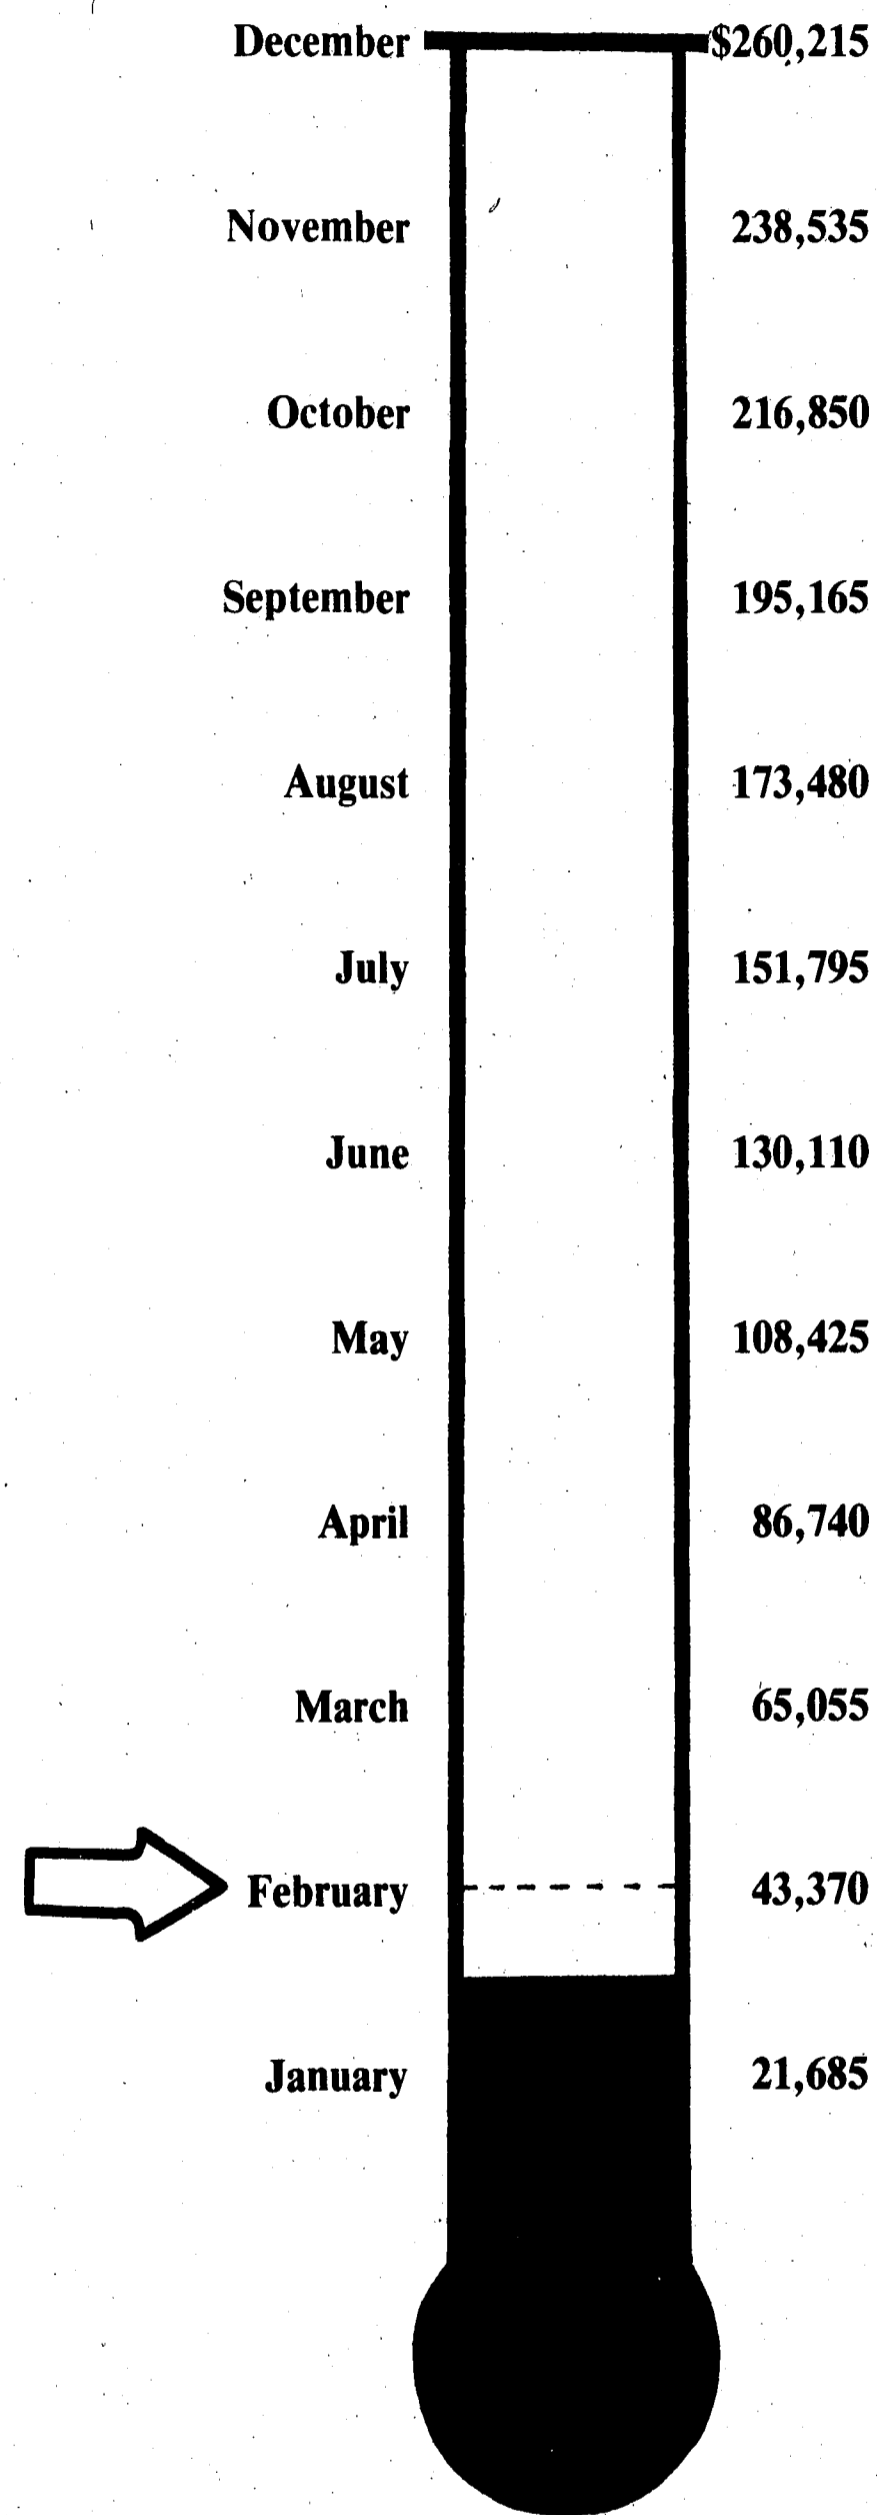 December $260,215
November 238,535
October 216,850
September 195,165
August 173,480
July 151,795
June 130,110
May 108,425
April 86,740
March 65,055
February 43,370
January 21,685